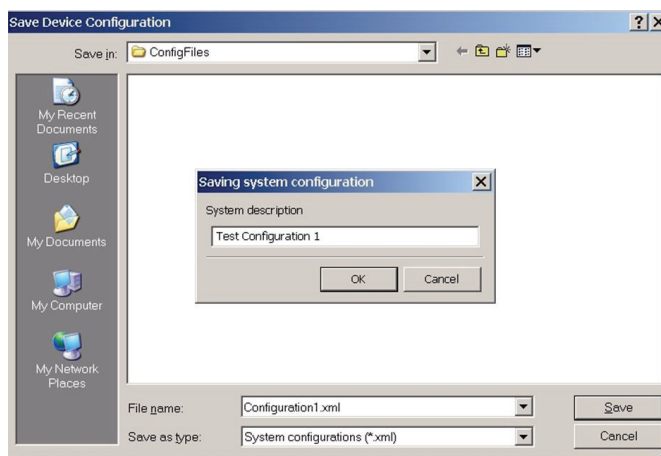 Save Device Configuration
Save in:
ConfigFiles
My Recent
Documents
Desktop
My Documents
My Computer
My Network
Places
Saving system configuration
System description
Test Configuration 1
OK
Cancel
File name:
Configuration1.xml
Save
Save as type:
System configurations (*.xml)
Cancel